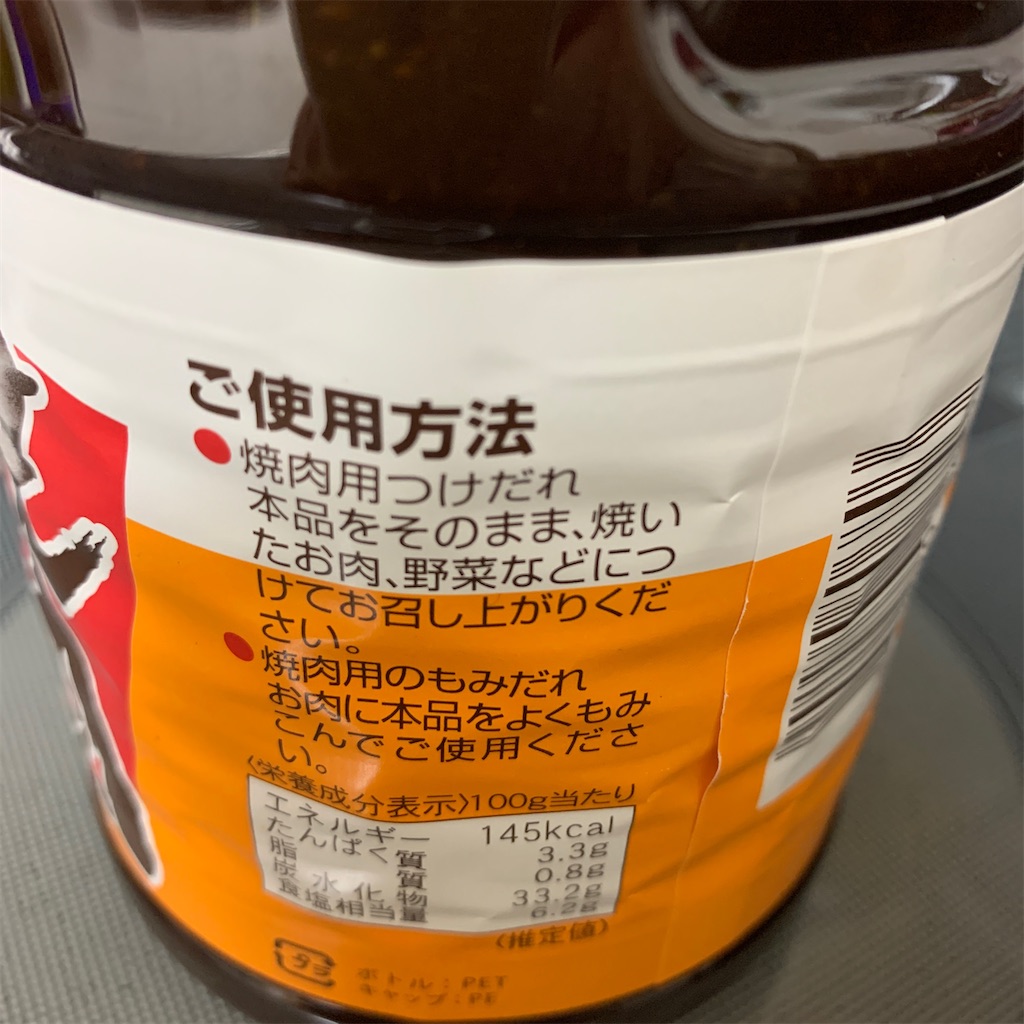 ご使用方法
●焼肉用つけだれ
本品をそのまま、焼い
たお肉、野菜などにつ
けてお召し上がりくだ
さい。
●焼肉用のもみだれ
お肉に本品をよくもみ
こんでご使用くださ
い。
〈栄養成分表示〉100g当たり
エネルギー 145kcal
たんぱく質 3.3g
脂質 0.8g
炭水化物 33.2g
食塩相当量 6.2g
(推定値)
プラ
ボトル:PET
キャップ:PE